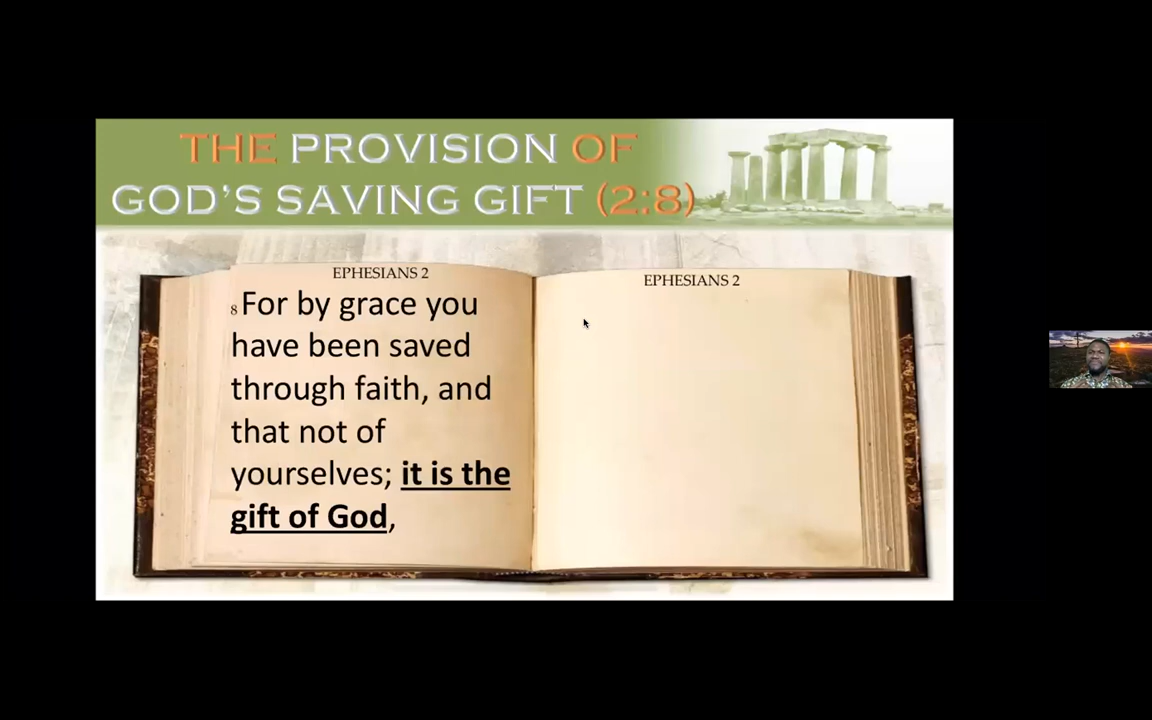 THE PROVISION OF
GOD'S SAVING GIFT (2:8)
EPHESIANS 2
8 For by grace you
have been saved
through faith, and
that not of
yourselves; it is the
gift of God,
EPHESIANS 2